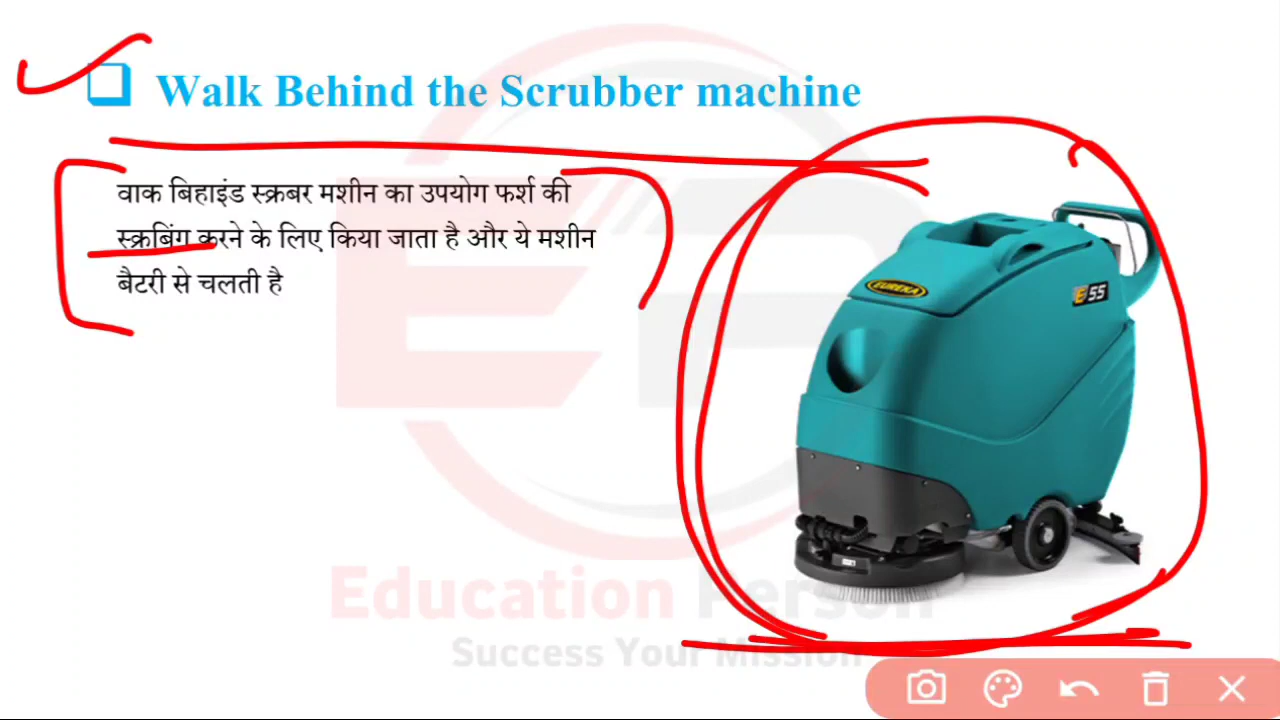 Walk Behind the Scrubber machine
वाक बिहाइंड स्क्रबर मशीन का उपयोग फर्श की
स्क्रबिंग करने के लिए किया जाता है और ये मशीन
बैटरी से चलती है
EUREKA
E 55
Education Person
Success Your Mission